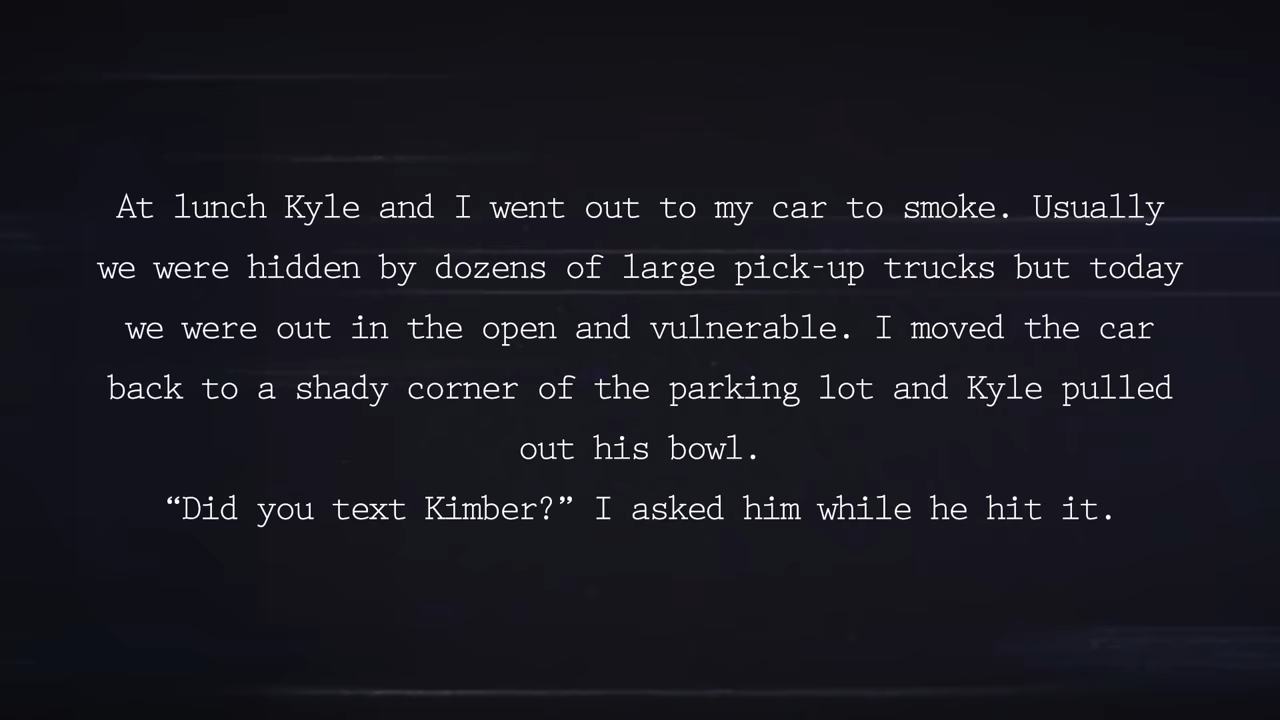 At lunch Kyle and I went out to my car to smoke. Usually
we were hidden by dozens of large pick-up trucks but today
we were out in the open and vulnerable. I moved the car
back to a shady corner of the parking lot and Kyle pulled
out his bowl.
“Did you text Kimber?” I asked him while he hit it.